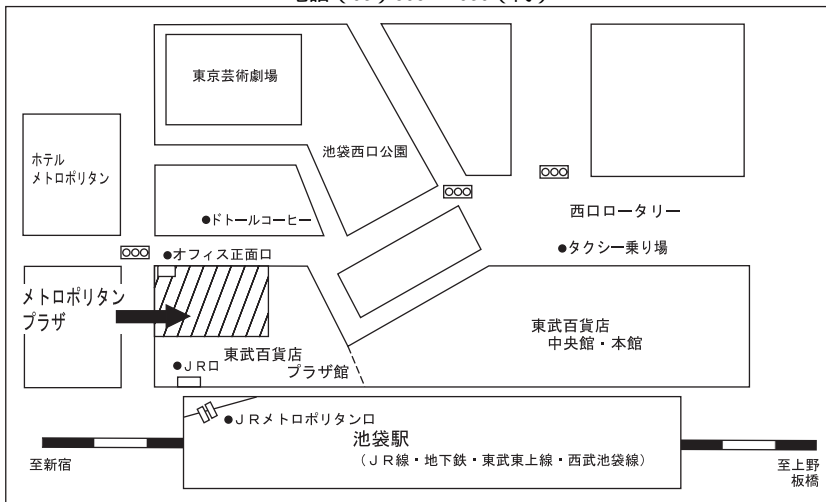 東京芸術劇場
池袋西口公園
ホテル
メトロポリタン
●ドトールコーヒー
西口ロータリー
●タクシー乗り場
●オフィス正面口
メトロポリタン
プラザ
東武百貨店
中央館・本館
東武百貨店
プラザ館
●JR口
●JRメトロポリタン口
池袋駅
(JR線・地下鉄・東武東上線・西武池袋線)
至新宿
至上野
板橋